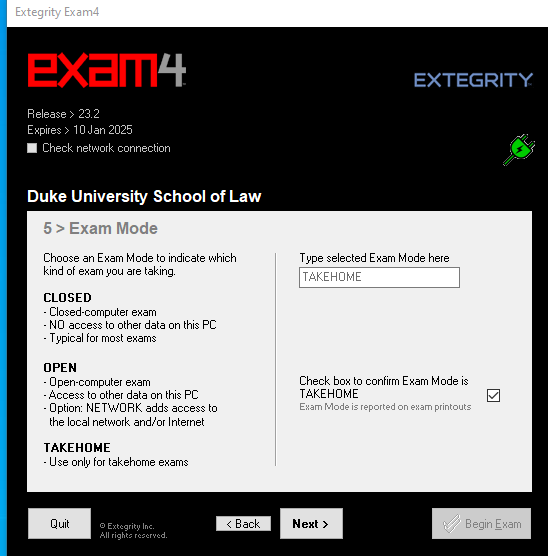 Extegrity Exam4
exam4
EXTEGRITY
Release > 23.2
Expires > 10 Jan 2025
Check network connection
Duke University School of Law
5 > Exam Mode
Choose an Exam Mode to indicate which
kind of exam you are taking.
CLOSED
- Closed-computer exam
- NO access to other data on this PC
- Typical for most exams
OPEN
- Open-computer exam
- Access to other data on this PC
- Option: NETWORK adds access to
the local network and/or Internet
TAKEHOME
- Use only for takehome exams
Type selected Exam Mode here
TAKEHOME
Check box to confirm Exam Mode is
TAKEHOME
Exam Mode is reported on exam printouts
Quit
© Extegrity Inc.
All rights reserved.
< Back
Next >
Begin Exam